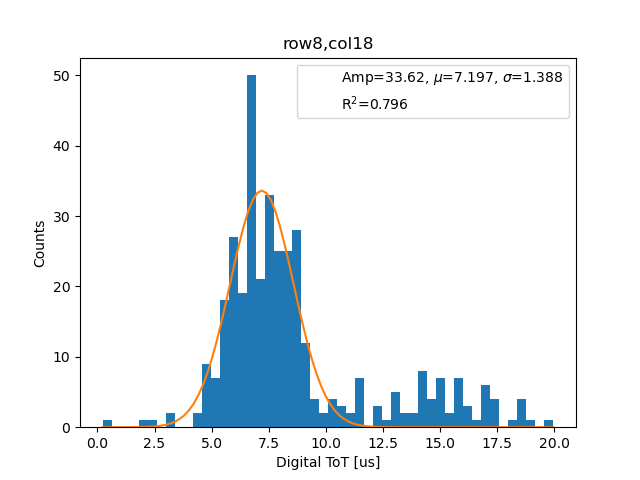 row8,col18
Amp=33.62, μ=7.197, σ=1.388
R²=0.796
50
40
30
20
10
0
Counts
0.0 2.5 5.0 7.5 10.0 12.5 15.0 17.5 20.0
Digital ToT [us]